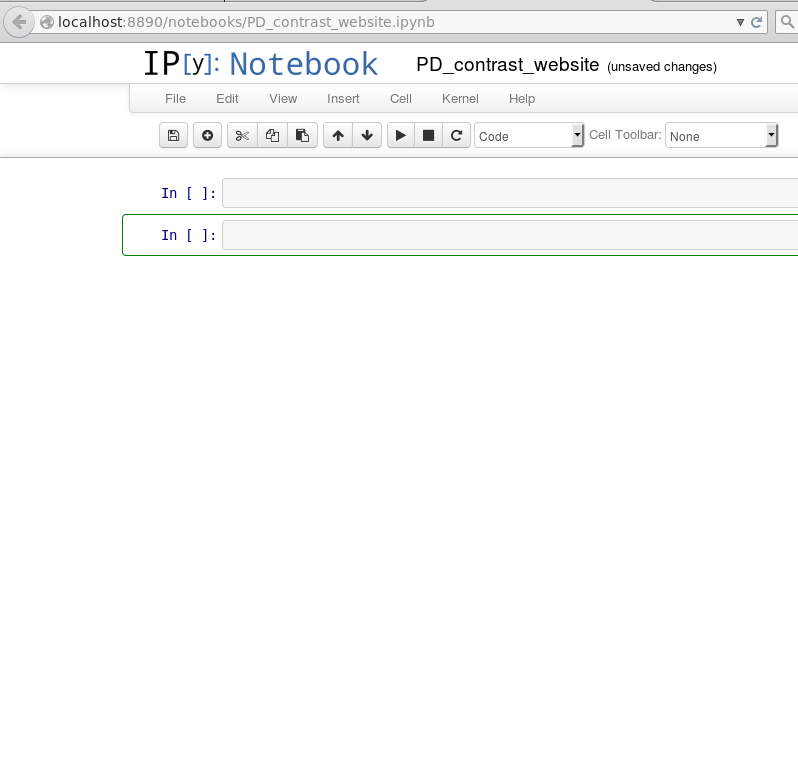 localhost:8890/notebooks/PD_contrast_website.ipynb
IP[y]: Notebook PD_contrast_website (unsaved changes)
File Edit View Insert Cell Kernel Help
Code Cell Toolbar: None
In [ ]:
In [ ]: